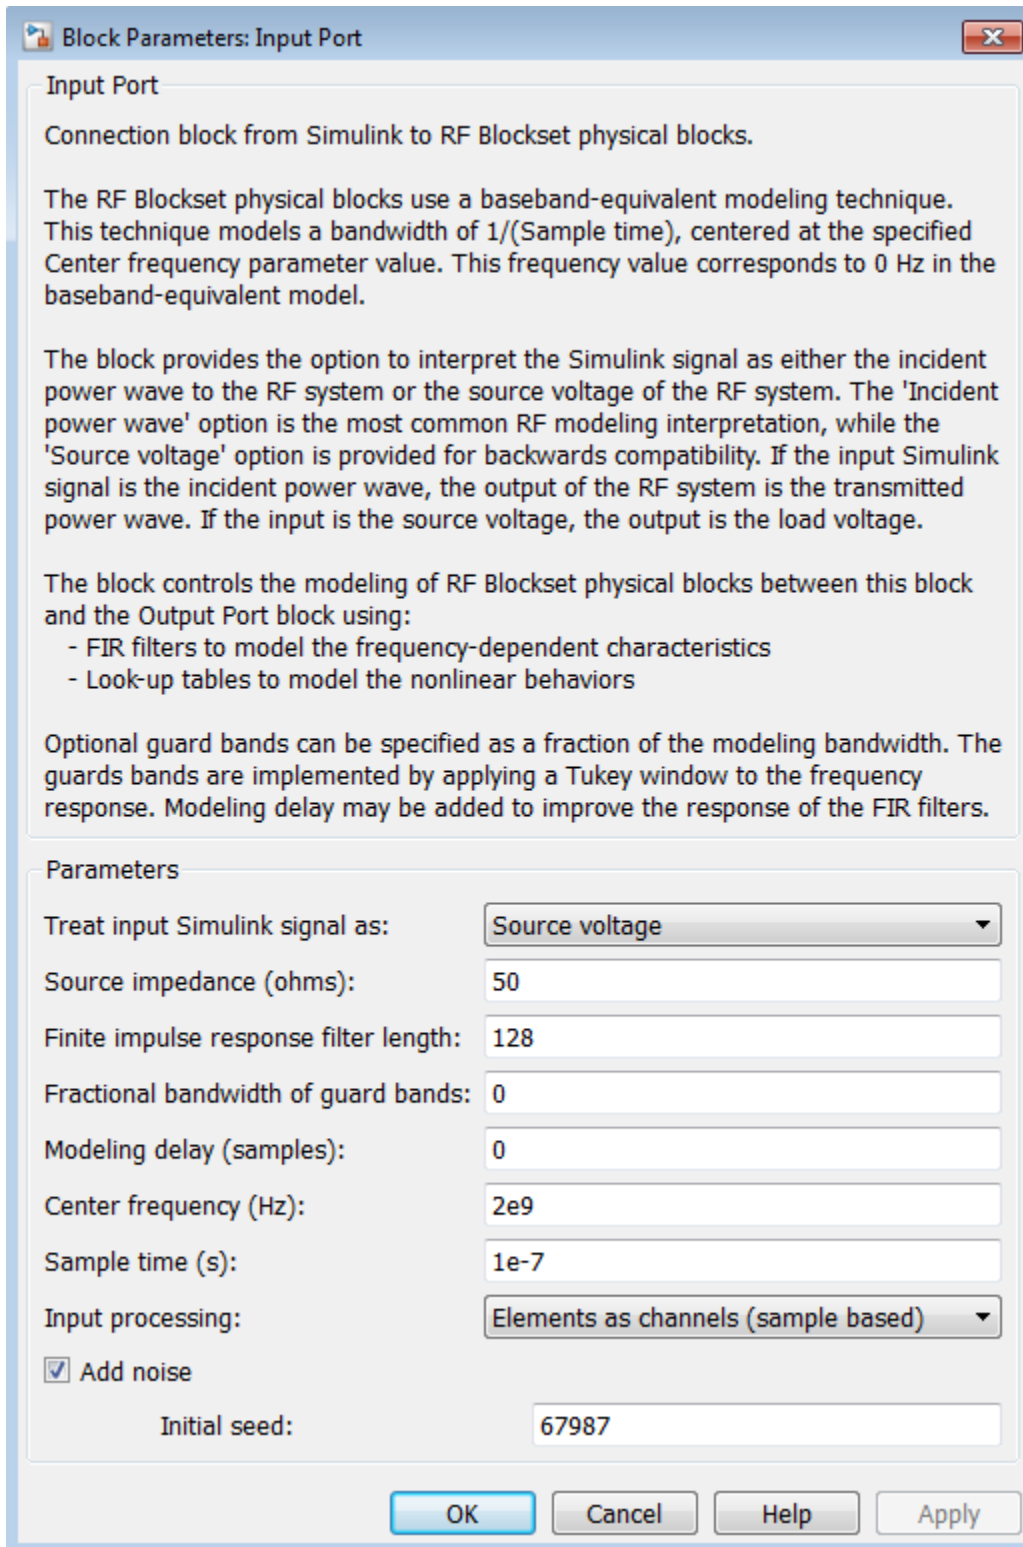 Block Parameters: Input Port
Input Port
Connection block from Simulink to RF Blockset physical blocks.
The RF Blockset physical blocks use a baseband-equivalent modeling technique.
This technique models a bandwidth of 1/(Sample time), centered at the specified
Center frequency parameter value. This frequency value corresponds to 0 Hz in the
baseband-equivalent model.
The block provides the option to interpret the Simulink signal as either the incident
power wave to the RF system or the source voltage of the RF system. The 'Incident
power wave' option is the most common RF modeling interpretation, while the
'Source voltage' option is provided for backwards compatibility. If the input Simulink
signal is the incident power wave, the output of the RF system is the transmitted
power wave. If the input is the source voltage, the output is the load voltage.
The block controls the modeling of RF Blockset physical blocks between this block
and the Output Port block using:
- FIR filters to model the frequency-dependent characteristics
- Look-up tables to model the nonlinear behaviors
Optional guard bands can be specified as a fraction of the modeling bandwidth. The
guards bands are implemented by applying a Tukey window to the frequency
response. Modeling delay may be added to improve the response of the FIR filters.
Parameters
Treat input Simulink signal as: Source voltage
Source impedance (ohms): 50
Finite impulse response filter length: 128
Fractional bandwidth of guard bands: 0
Modeling delay (samples): 0
Center frequency (Hz): 2e9
Sample time (s): 1e-7
Input processing: Elements as channels (sample based)
Add noise
Initial seed: 67987
OK Cancel Help Apply